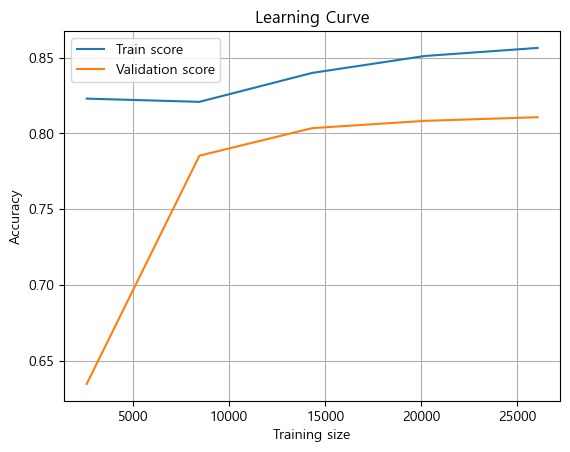 Learning Curve
Train score
Validation score
0.85
0.80
0.75
0.70
0.65
Accuracy
5000 10000 15000 20000 25000
Training size